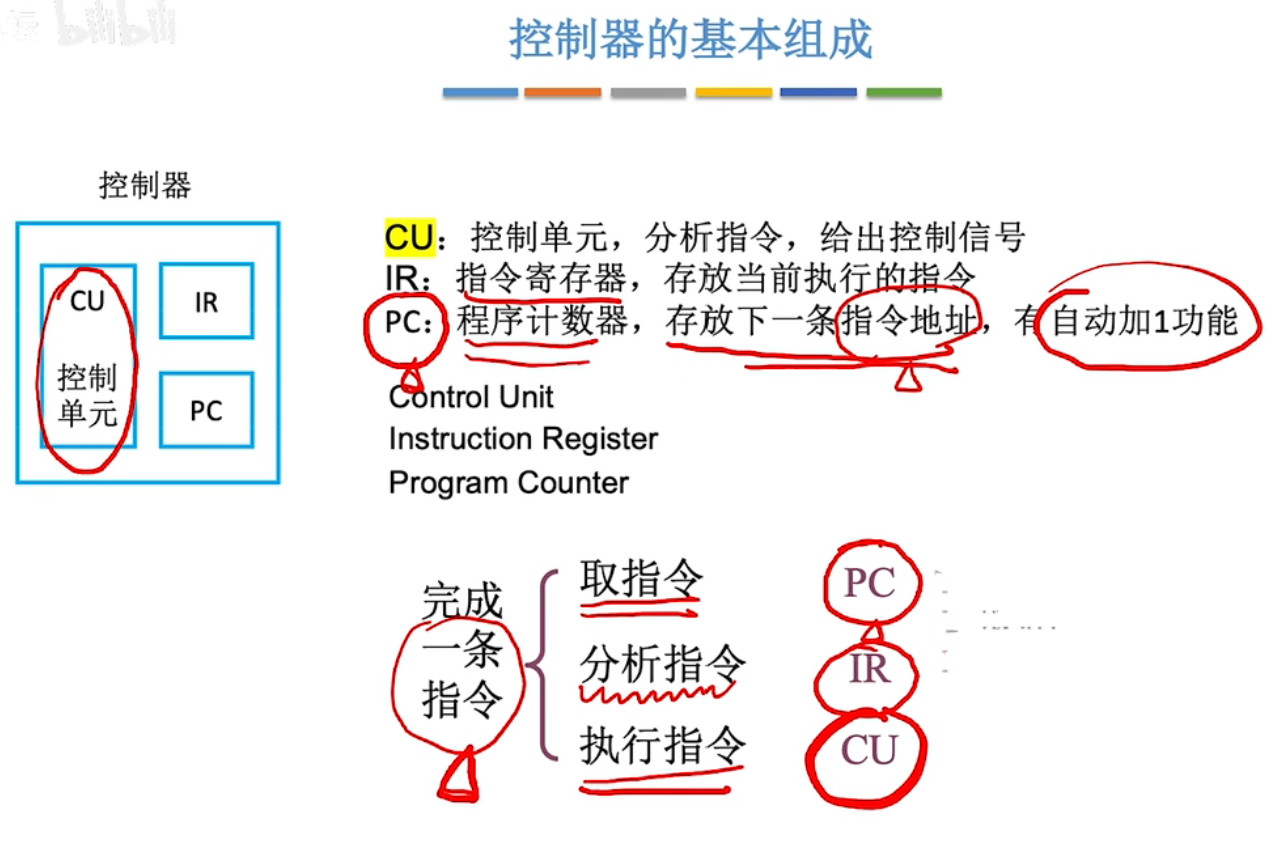 bilibili
控制器的基本组成
控制器
CU
控制
单元
IR
PC
CU：控制单元，分析指令，给出控制信号
IR：指令寄存器，存放当前执行的指令
PC：程序计数器，存放下一条指令地址，有自动加1功能
Control Unit
Instruction Register
Program Counter
完成
一条
指令
取指令
分析指令
执行指令
PC
IR
CU